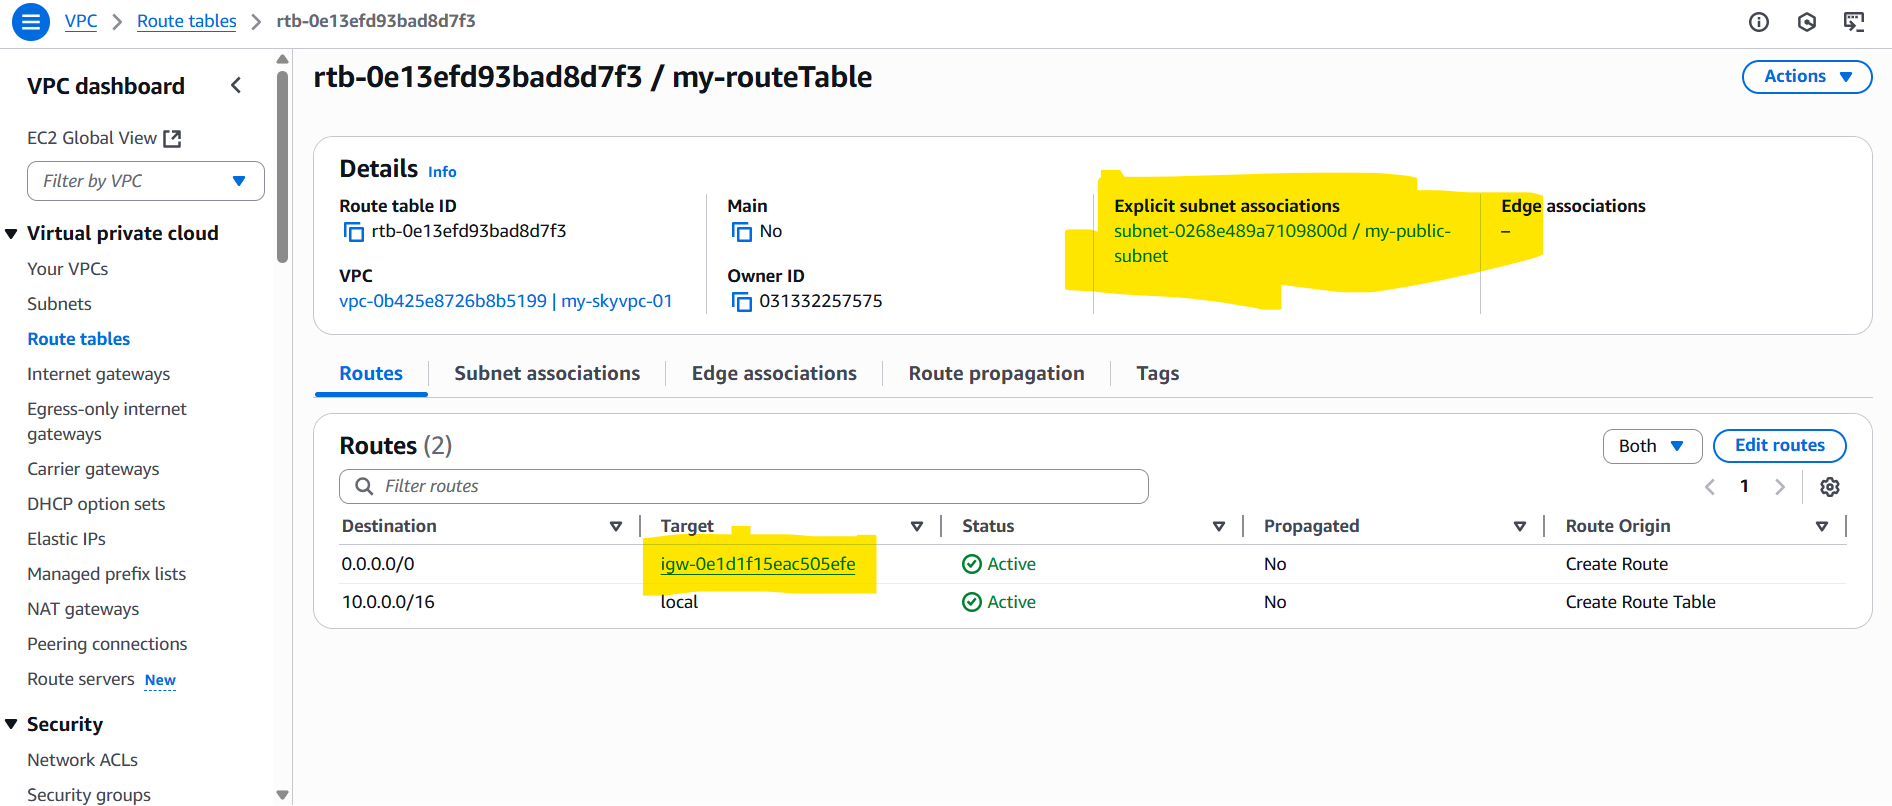 VPC > Route tables > rtb-0e13efd93bad8d7f3
VPC dashboard
EC2 Global View
Filter by VPC
Virtual private cloud
Your VPCs
Subnets
Route tables
Internet gateways
Egress-only internet
gateways
Carrier gateways
DHCP option sets
Elastic IPs
Managed prefix lists
NAT gateways
Peering connections
Route servers New
Security
Network ACLs
Security groups
rtb-0e13efd93bad8d7f3 / my-routeTable
Actions
Details Info
Route table ID
rtb-0e13efd93bad8d7f3
Main
No
Explicit subnet associations
subnet-0268e489a7109800d / my-public-
subnet
Edge associations
–
VPC
vpc-0b425e8726b8b5199 | my-skyvpc-01
Owner ID
031332257575
Routes Subnet associations Edge associations Route propagation Tags
Routes (2)
Both Edit routes
Filter routes
1
Destination Target Status Propagated Route Origin
0.0.0.0/0 igw-0e1d1f15eac505efe Active No Create Route
10.0.0.0/16 local Active No Create Route Table